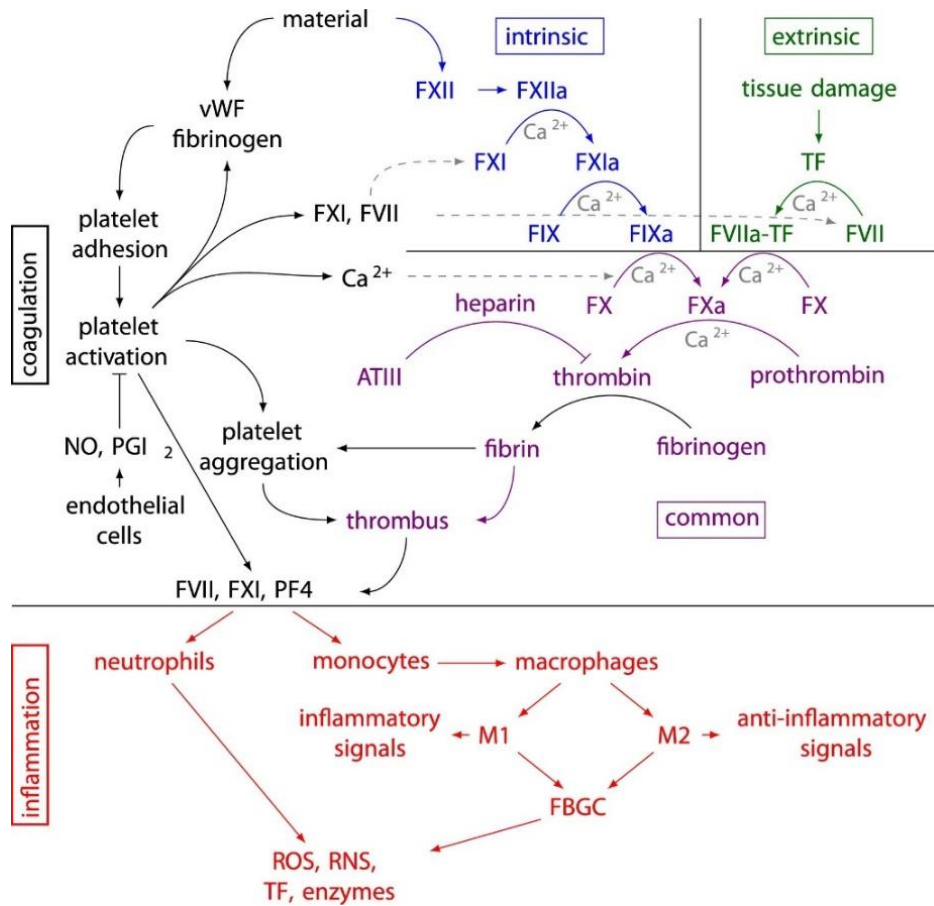 material
intrinsic
extrinsic
FXII
FXIIa
tissue damage
vWF
fibrinogen
Ca 2+
FXI
FXIa
TF
platelet
adhesion
FXI, FVII
Ca 2+
Ca 2+
FIX
FIXa
FVIIa-TF
FVII
coagulation
Ca 2+
Ca 2+
Ca 2+
platelet
activation
heparin
FX
FXa
FX
Ca 2+
ATIII
thrombin
prothrombin
NO, PGI 2
platelet
aggregation
fibrin
fibrinogen
endothelial
cells
thrombus
common
FVII, FXI, PF4
inflammation
neutrophils
monocytes
macrophages
inflammatory
signals
M1
M2
anti-inflammatory
signals
FBGC
ROS, RNS,
TF, enzymes